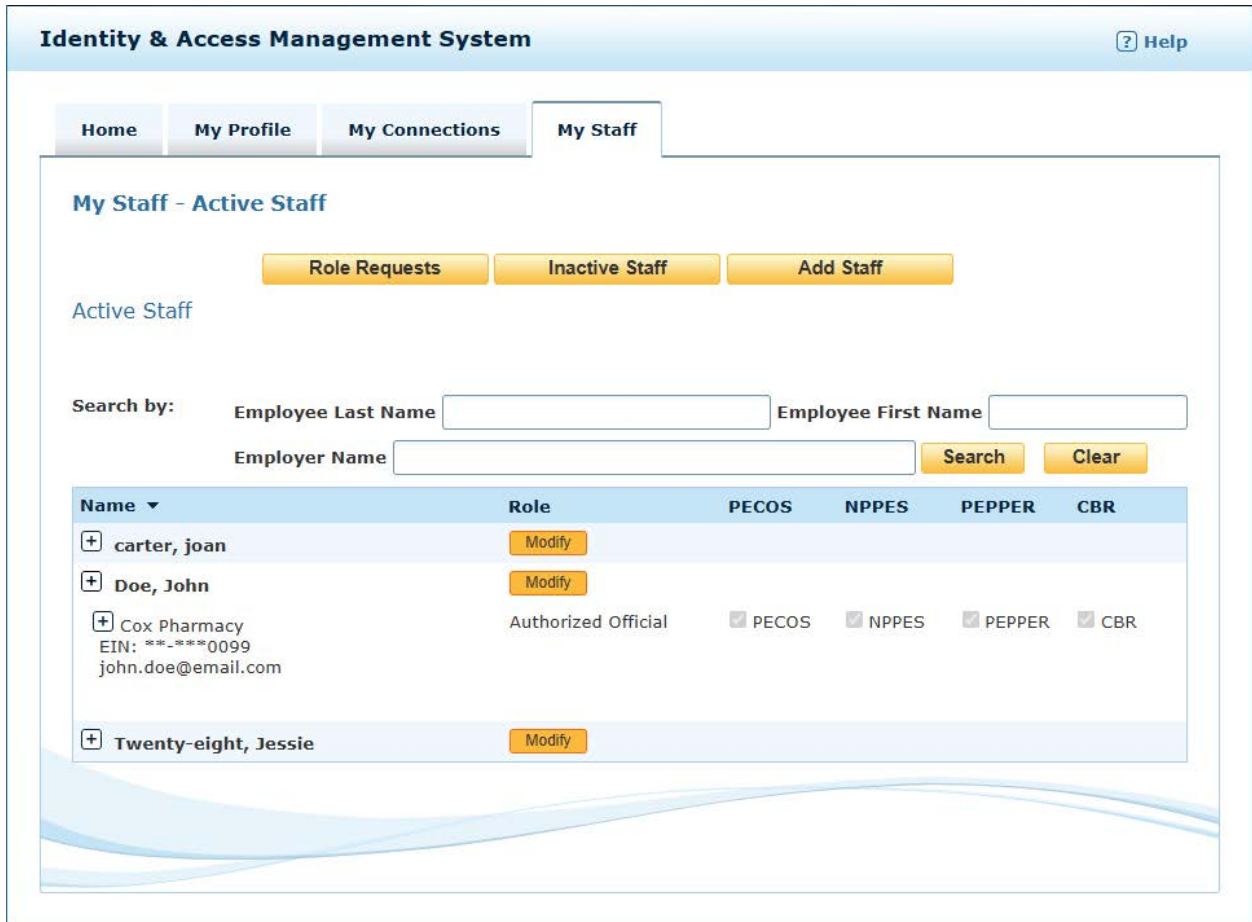 Identity & Access Management System
? Help
Home My Profile My Connections My Staff
My Staff - Active Staff
Role Requests Inactive Staff Add Staff
Active Staff
Search by: Employee Last Name Employee First Name
Employer Name Search Clear
Name Role PECOS NPPES PEPPER CBR
carter, joan Modify
Doe, John Modify
Cox Pharmacy Authorized Official PECOS NPPES PEPPER CBR
EIN: **-***0099
john.doe@email.com
Twenty-eight, Jessie Modify